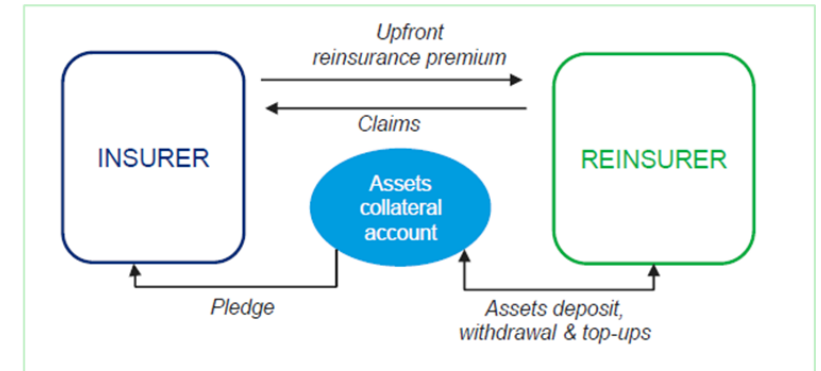 Upfront
reinsurance premium
Claims
INSURER
REINSURER
Assets
collateral
account
Pledge
Assets deposit,
withdrawal & top-ups